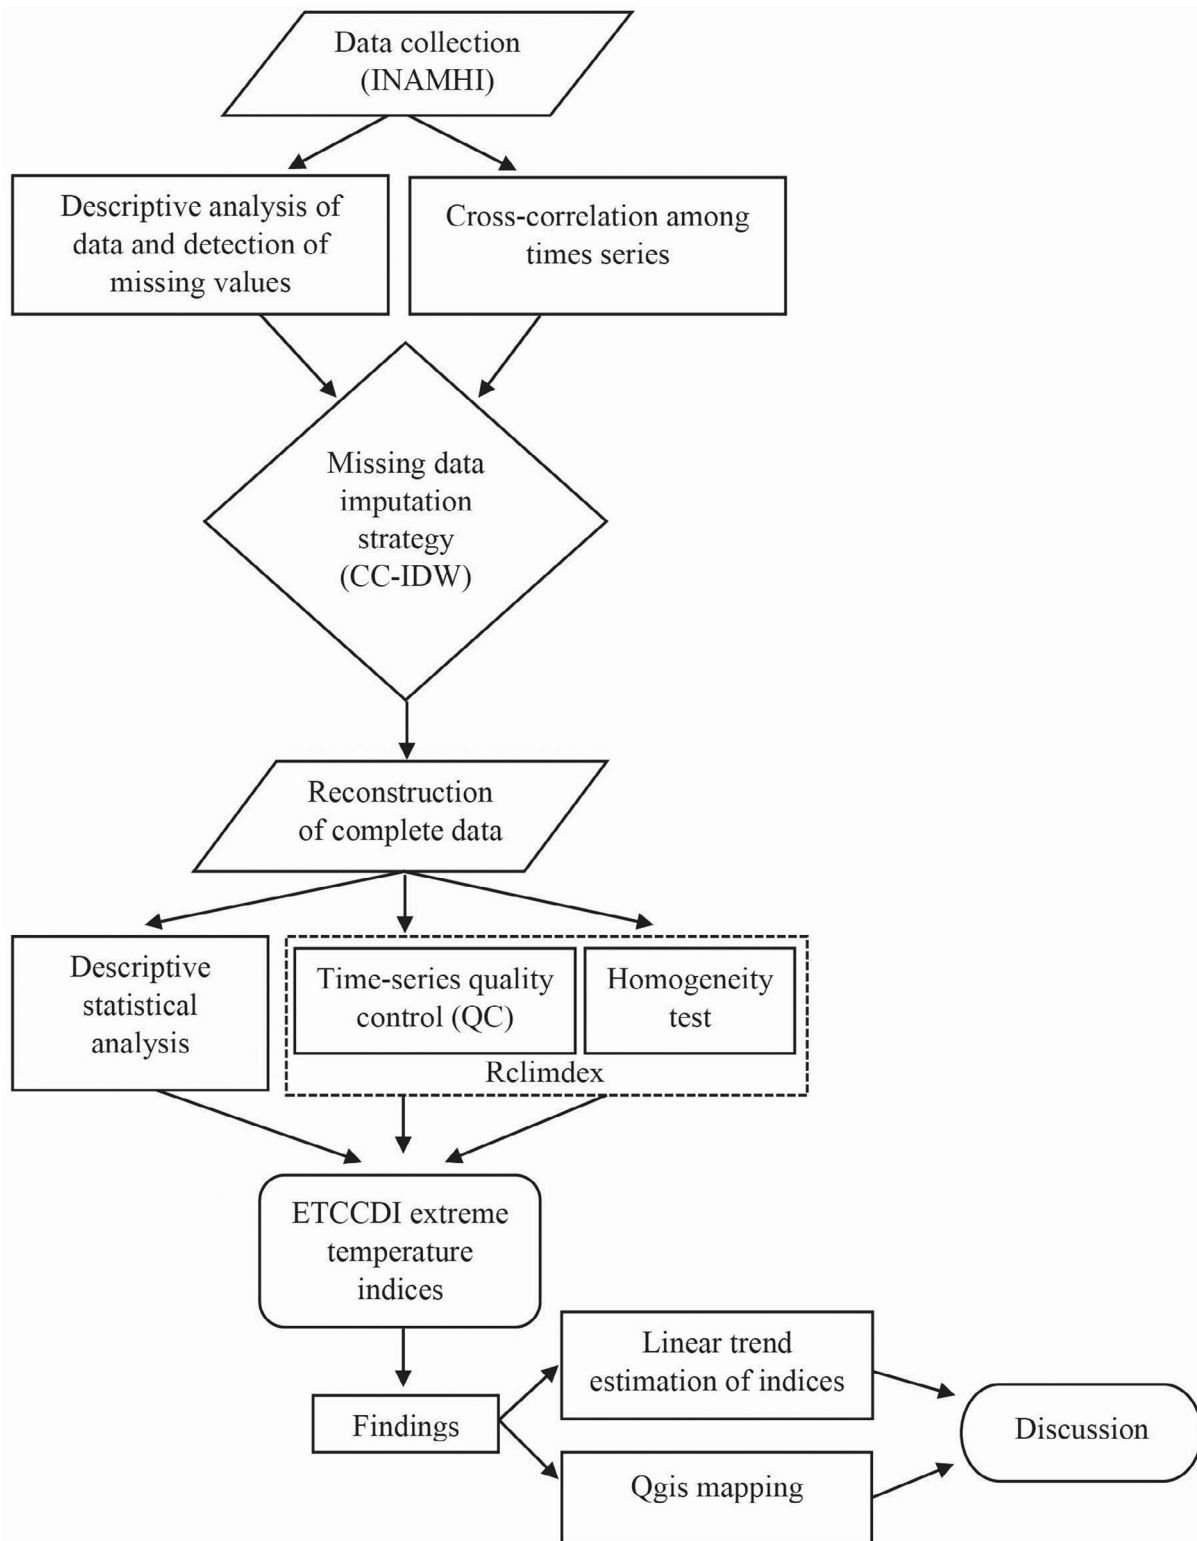 Data collection
(INAMHI)
Descriptive analysis of
data and detection of
missing values
Cross-correlation among
times series
Missing data
imputation
strategy
(CC-IDW)
Reconstruction
of complete data
Descriptive
statistical
analysis
Time-series quality
control (QC)
Homogeneity
test
Rclimdex
ETCCDI extreme
temperature
indices
Findings
Linear trend
estimation of indices
Qgis mapping
Discussion